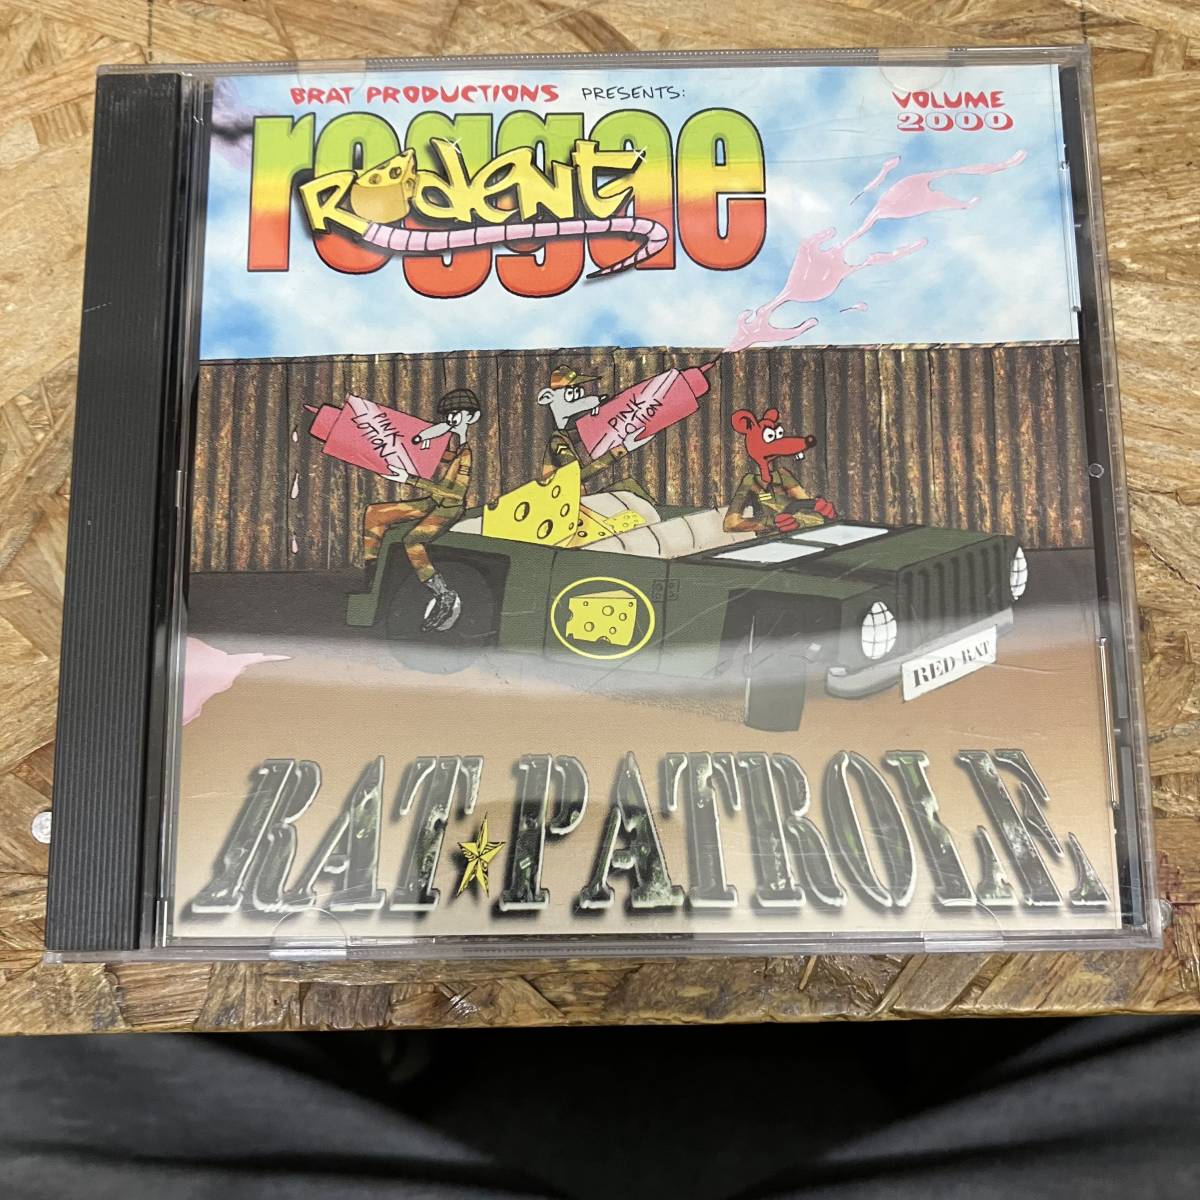 BRAT PRODUCTIONS PRESENTS:
VOLUME
2000
reggae
RodENT
PINK
LOTION
PINK
LOTION
RED RAT
RAT PATROLE